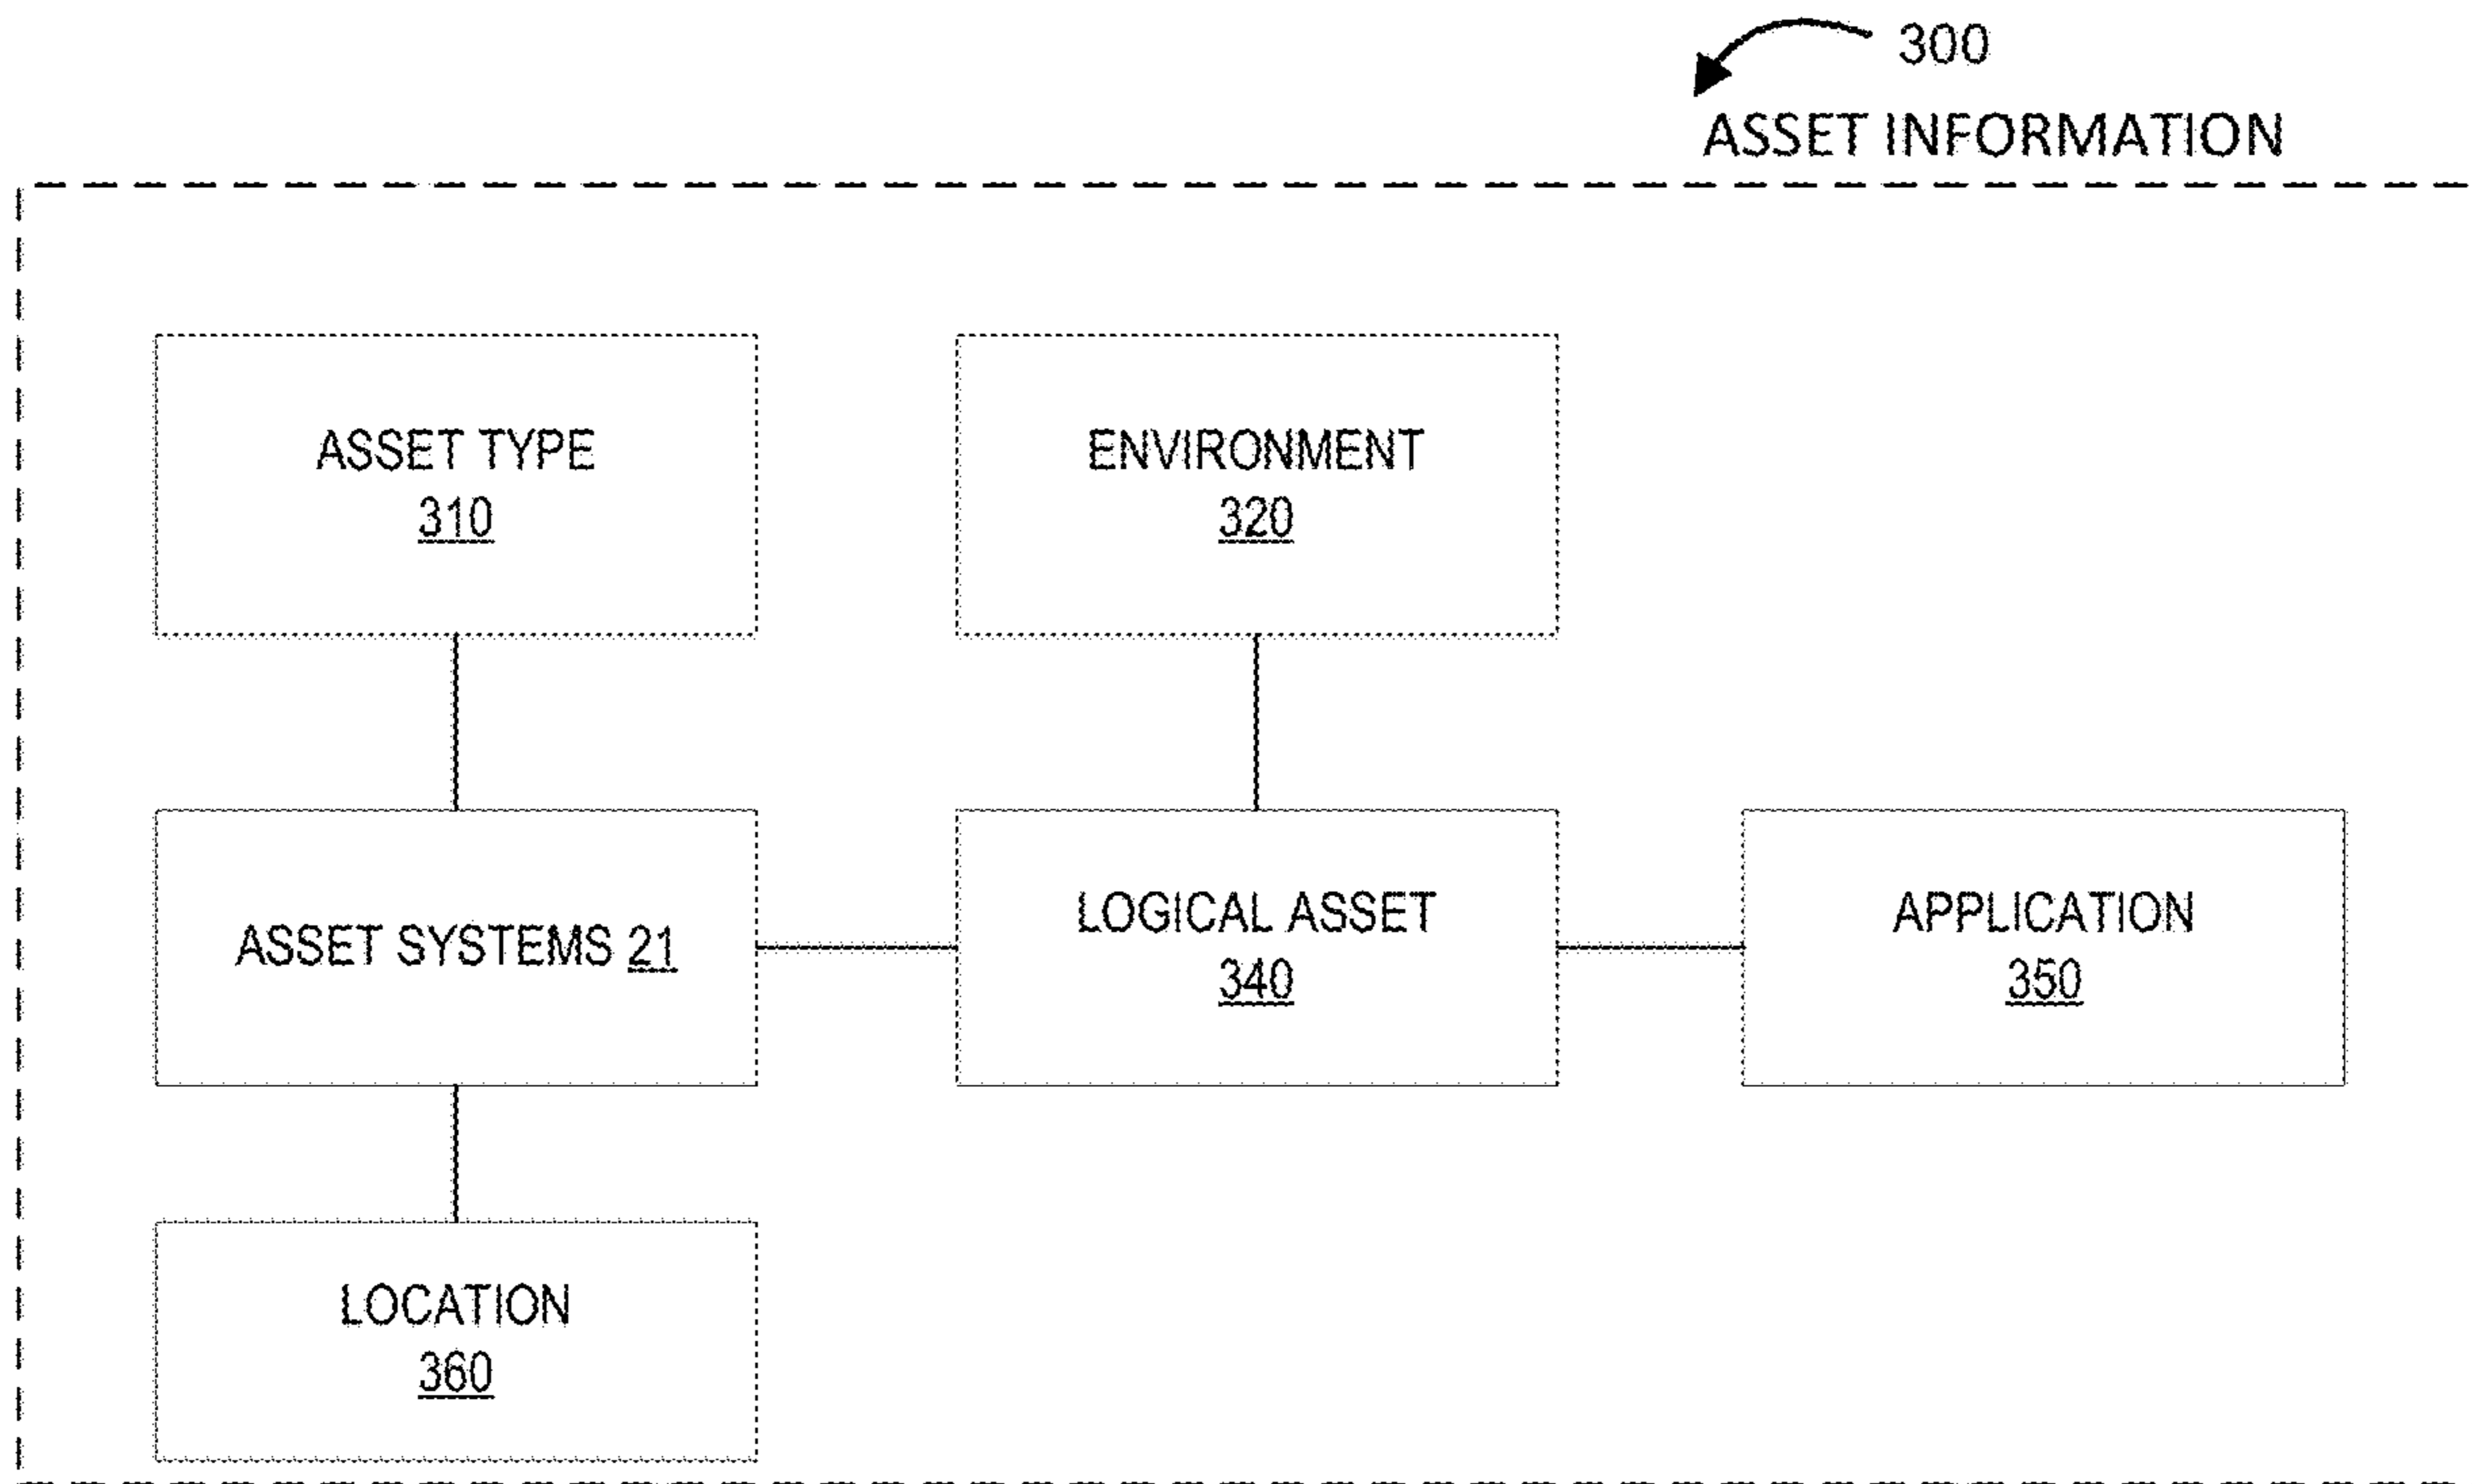 300
ASSET INFORMATION
ASSET TYPE
310
ENVIRONMENT
320
ASSET SYSTEMS 21
LOGICAL ASSET
340
APPLICATION
350
LOCATION
360